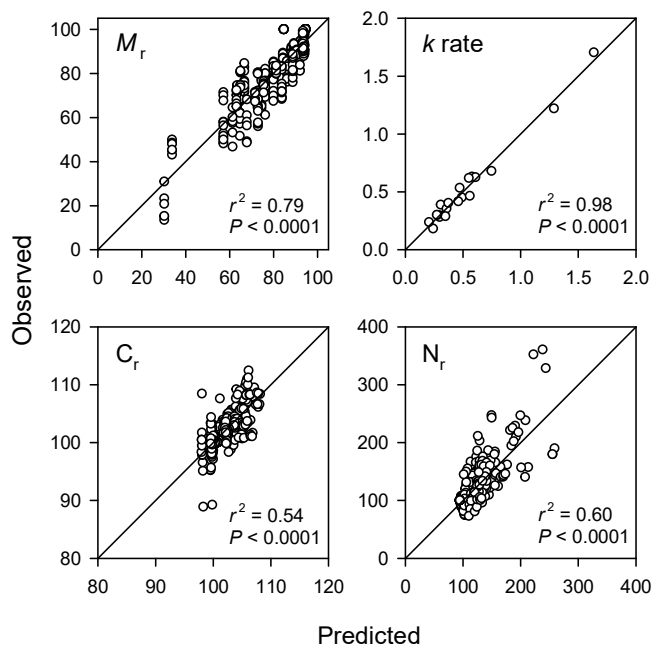 M r
100
80
60
40
20
0
0 20 40 60 80 100
r² = 0.79
P < 0.0001
k rate
2.0
1.5
1.0
0.5
0.0
0.0 0.5 1.0 1.5 2.0
r² = 0.98
P < 0.0001
Observed
C r
120
110
100
90
80
80 90 100 110 120
r² = 0.54
P < 0.0001
N r
400
300
200
100
0
0 100 200 300 400
r² = 0.60
P < 0.0001
Predicted